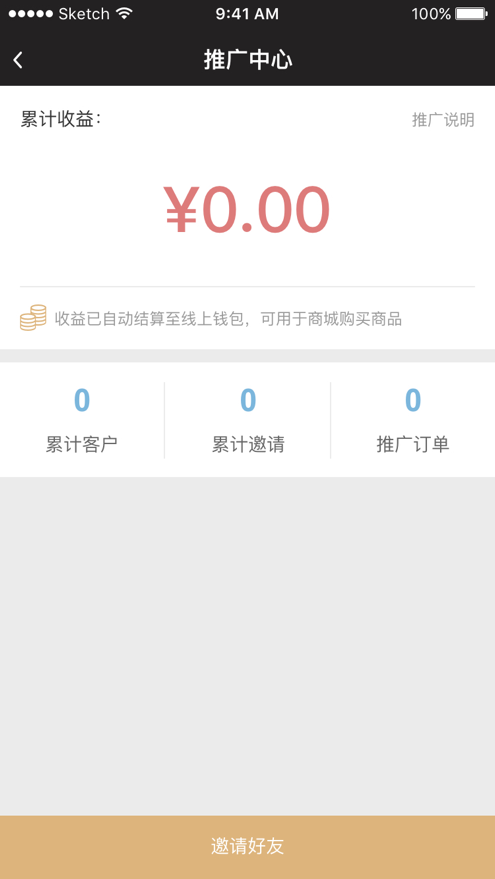 Sketch 9:41 AM 100%
推广中心
累计收益： 推广说明
¥0.00
收益已自动结算至线上钱包，可用于商城购买商品
0 0 0
累计客户 累计邀请 推广订单
邀请好友